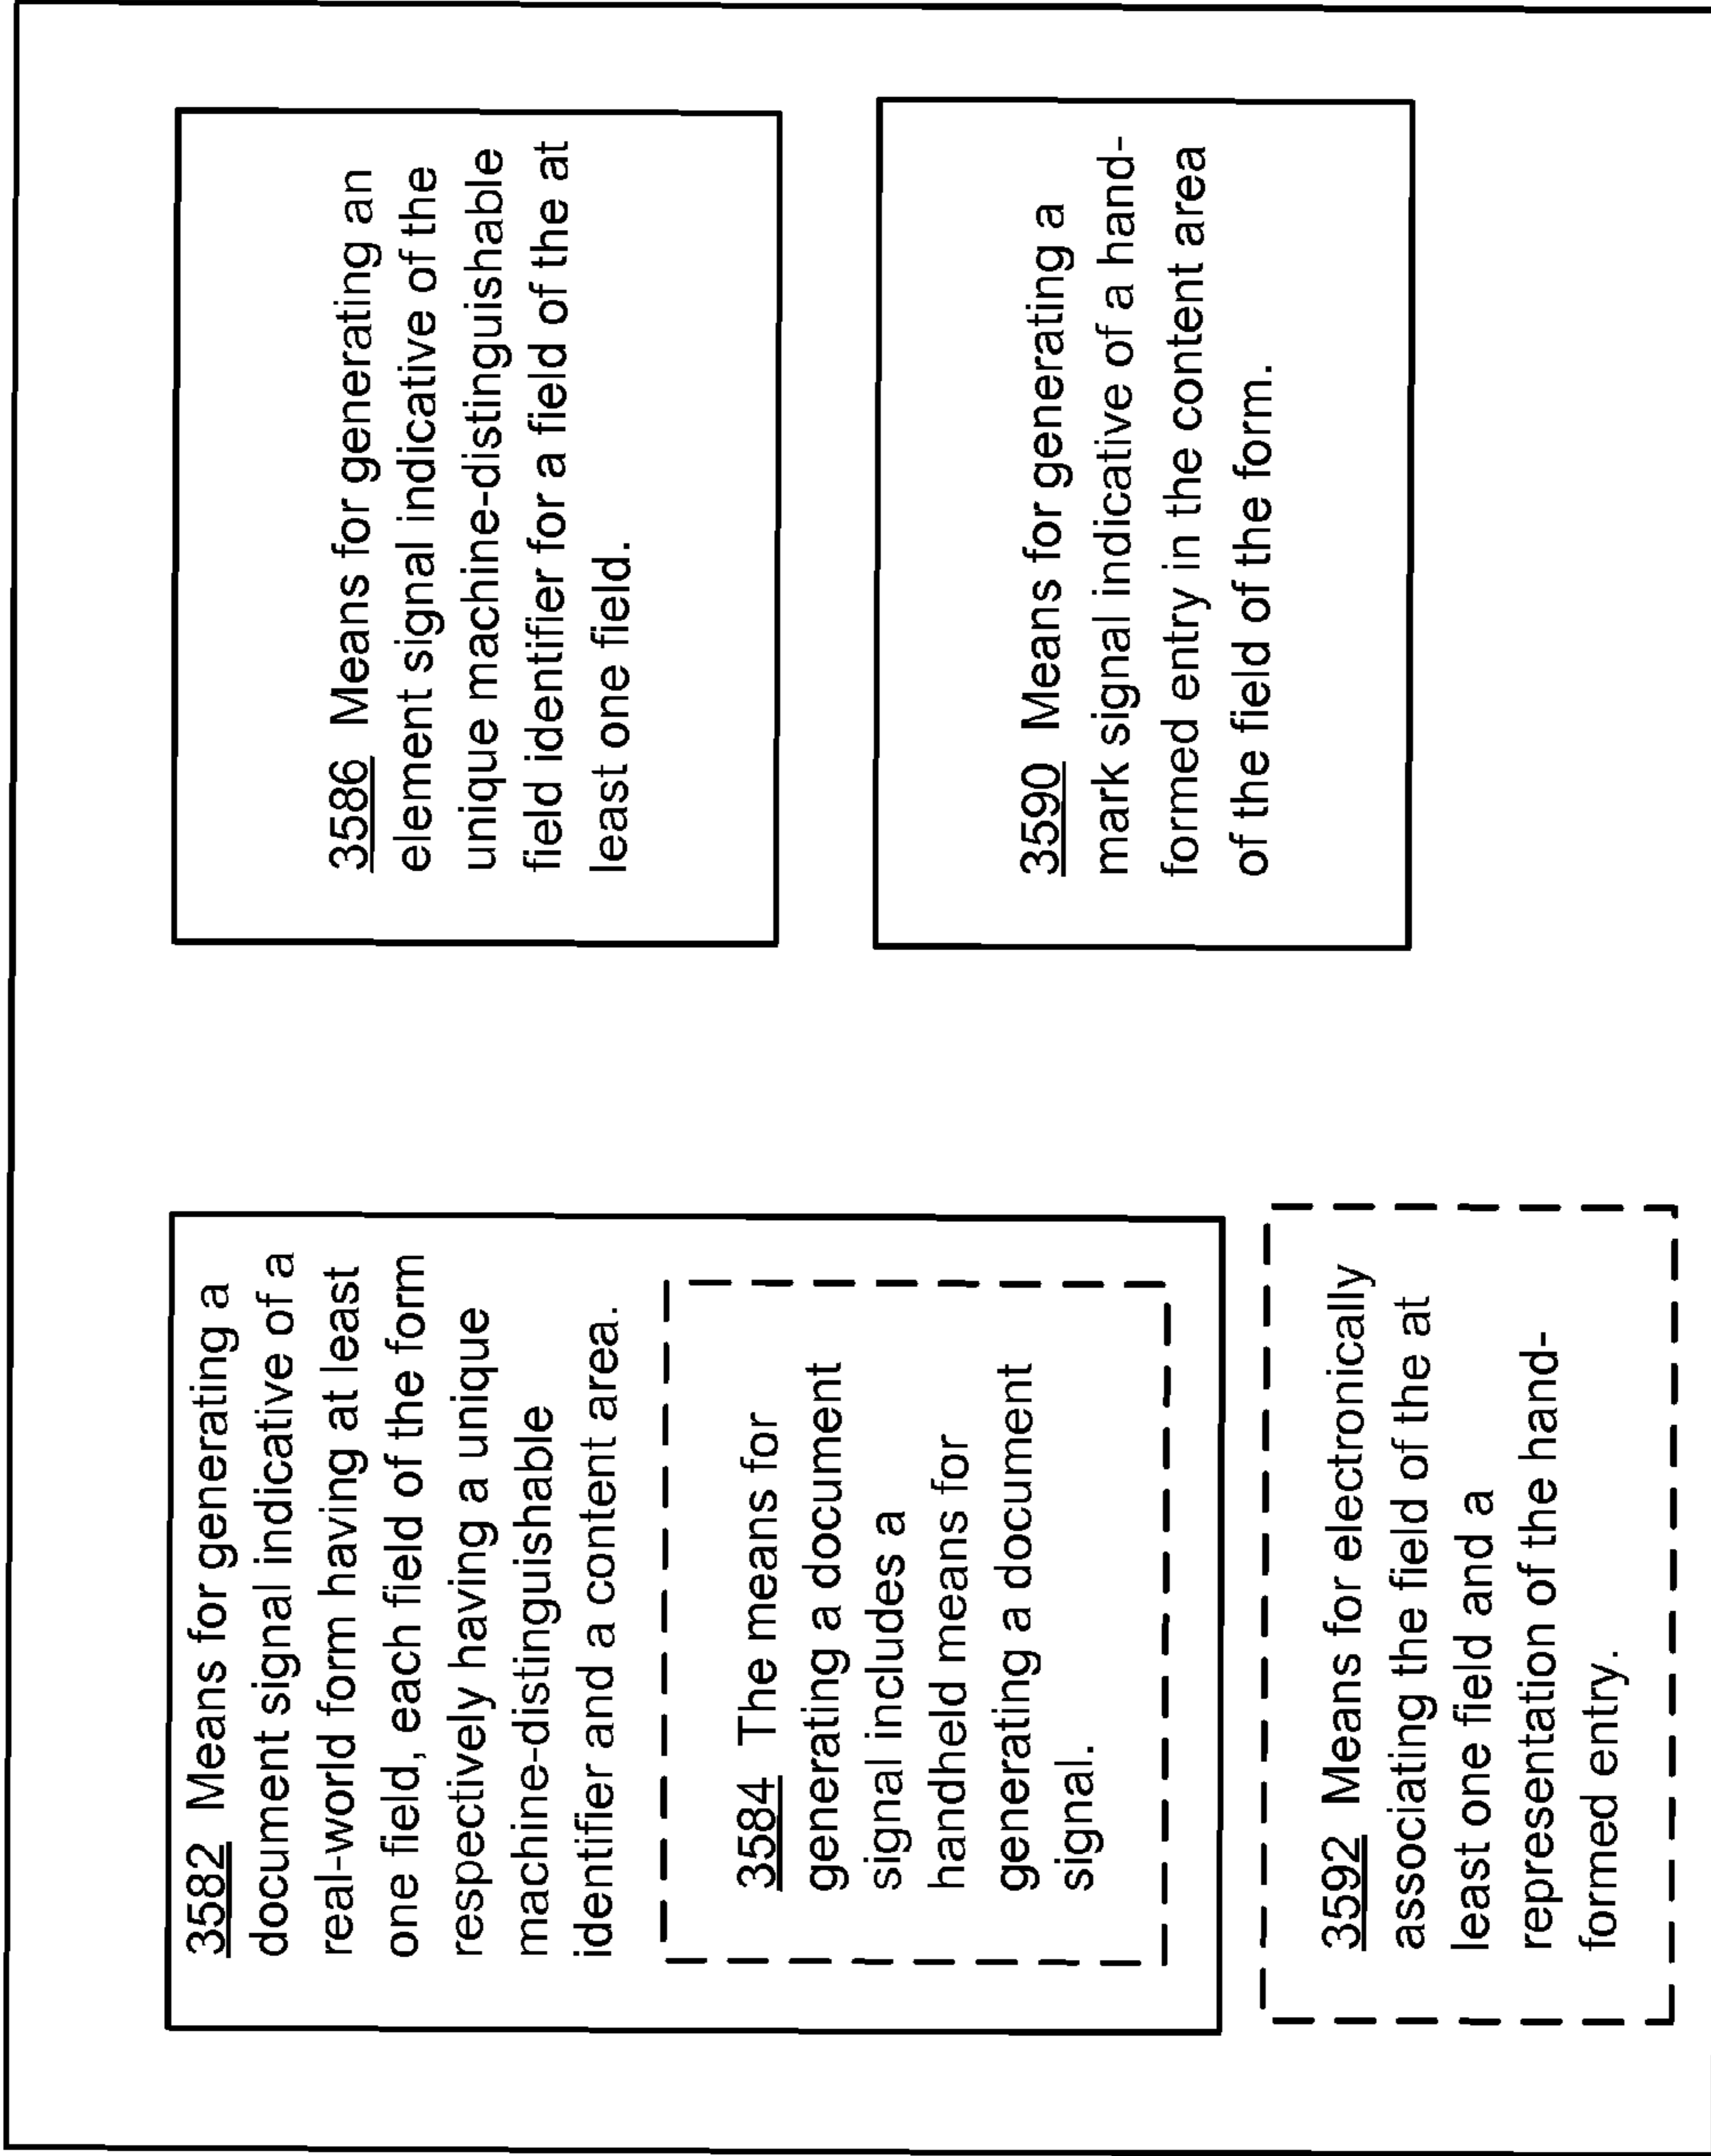 3582 Means for generating a
document signal indicative of a
real-world form having at least
one field, each field of the form
respectively having a unique
machine-distinguishable
identifier and a content area.
3584 The means for
generating a document
signal includes a
handheld means for
generating a document
signal.
3592 Means for electronically
associating the field of the at
least one field and a
representation of the hand-
formed entry.
3586 Means for generating an
element signal indicative of the
unique machine-distinguishable
field identifier for a field of the at
least one field.
3590 Means for generating a
mark signal indicative of a hand-
formed entry in the content area
of the field of the form.